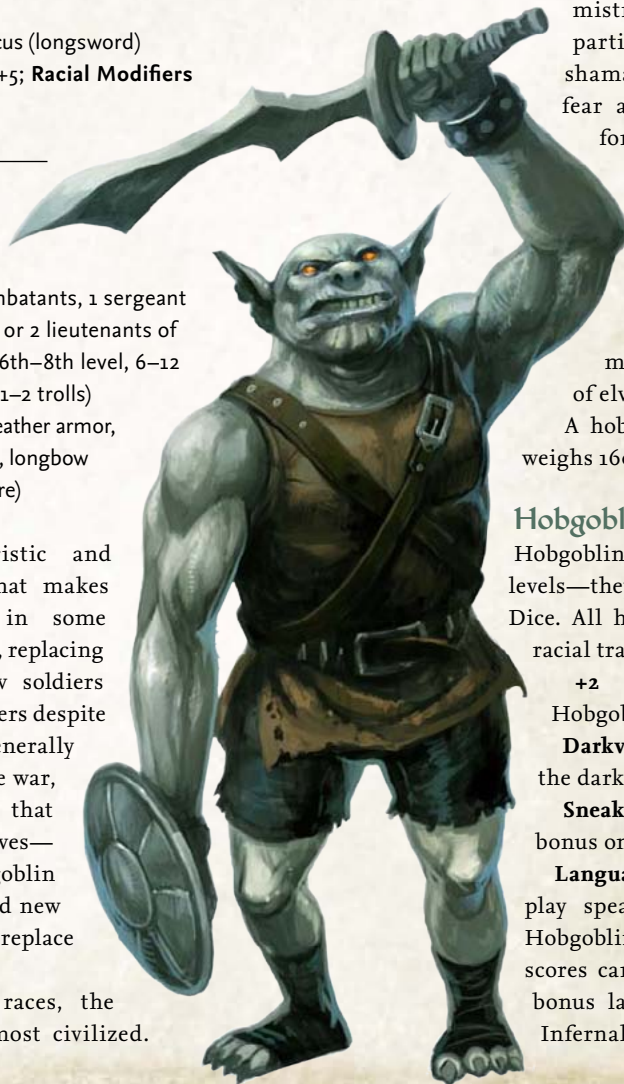 cus (longsword)
+5; Racial Modifiers
mbatants, 1 sergeant
or 2 lieutenants of
6th–8th level, 6–12
1–2 trolls)
eather armor,
, longbow
re)
istic and
hat makes
in some
, replacing
w soldiers
ers despite
enerally
e war,
that
ves—
goblin
d new
replace
races, the
most civilized.
mistr
parti
shama
fear a
for
m
of elv
A hob
weighs 160
Hobgobl
Hobgoblin
levels—they
Dice. All h
racial tra
+2
Hobgob
Darkv
the dark
Sneak
bonus on
Langua
play spea
Hobgoblin
scores can
bonus la
Infernal